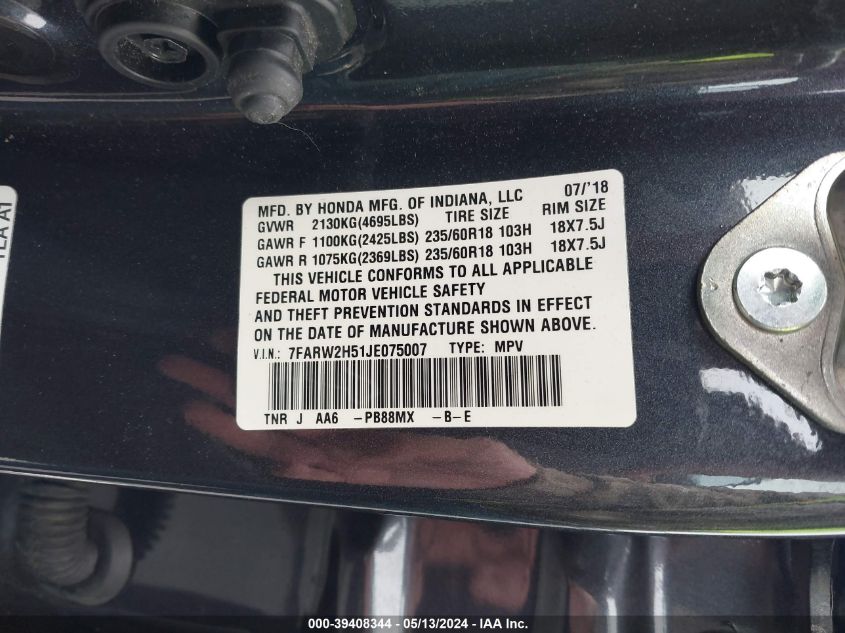 MFD. BY HONDA MFG. OF INDIANA, LLC 07/'18
GVWR 2130KG(4695LBS) TIRE SIZE RIM SIZE
GAWR F 1100KG(2425LBS) 235/60R18 103H 18X7.5J
GAWR R 1075KG(2369LBS) 235/60R18 103H 18X7.5J
THIS VEHICLE CONFORMS TO ALL APPLICABLE
FEDERAL MOTOR VEHICLE SAFETY
AND THEFT PREVENTION STANDARDS IN EFFECT
ON THE DATE OF MANUFACTURE SHOWN ABOVE.
V.I.N.: 7FARW2H51JE075007 TYPE: MPV
TNR J AA6 -PB88MX -B-E
TLA A1
000-39408344 / 05/13/2024 - IAA Inc.